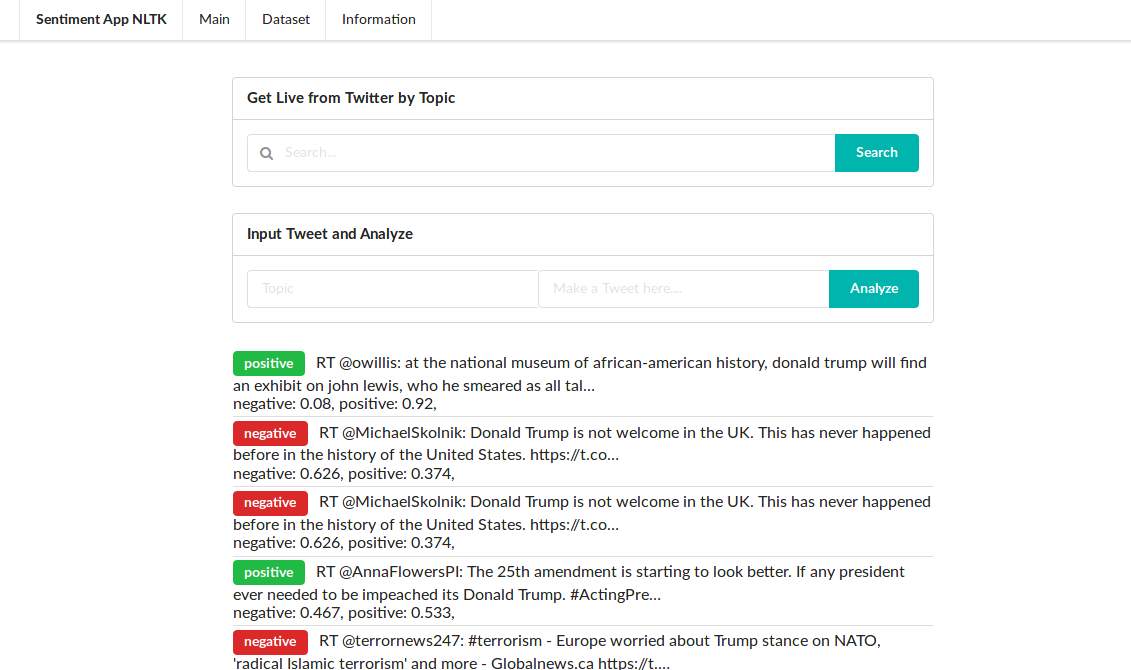 Sentiment App NLTK Main Dataset Information
Get Live from Twitter by Topic
Search... Search
Input Tweet and Analyze
Topic Make a Tweet here.... Analyze
positive RT @owillis: at the national museum of african-american history, donald trump will find
an exhibit on john lewis, who he smeared as all tal...
negative: 0.08, positive: 0.92,
negative RT @MichaelSkolnik: Donald Trump is not welcome in the UK. This has never happened
before in the history of the United States. https://t.co...
negative: 0.626, positive: 0.374,
negative RT @MichaelSkolnik: Donald Trump is not welcome in the UK. This has never happened
before in the history of the United States. https://t.co...
negative: 0.626, positive: 0.374,
positive RT @AnnaFlowersPI: The 25th amendment is starting to look better. If any president
ever needed to be impeached its Donald Trump. #ActingPre...
negative: 0.467, positive: 0.533,
negative RT @terrornews247: #terrorism - Europe worried about Trump stance on NATO,
'radical Islamic terrorism' and more - Globalnews.ca https://t....